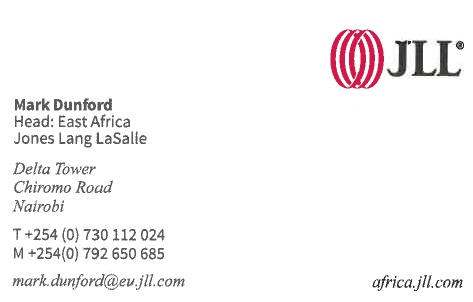 JLL®
Mark Dunford
Head: East Africa
Jones Lang LaSalle
Delta Tower
Chiromo Road
Nairobi
T +254 (0) 730 112 024
M +254(0) 792 650 685
mark.dunford@eu.jll.com
africa.jll.com